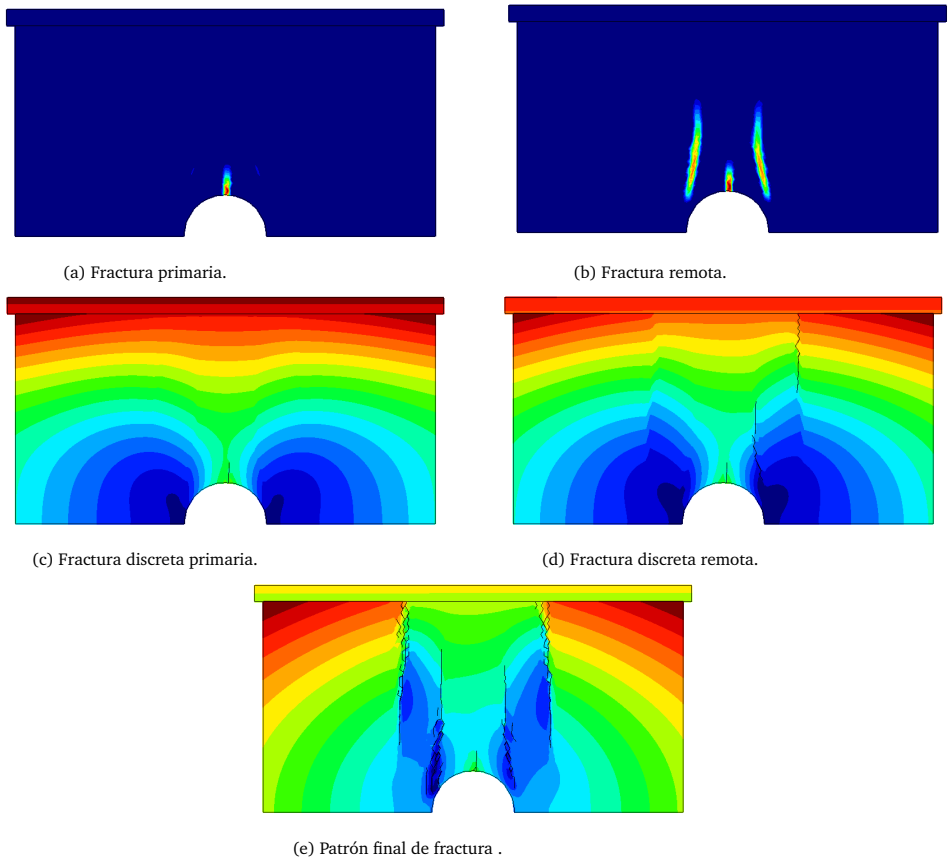 (a) Fractura primaria.
(b) Fractura remota.
(c) Fractura discreta primaria.
(d) Fractura discreta remota.
(e) Patrón final de fractura .